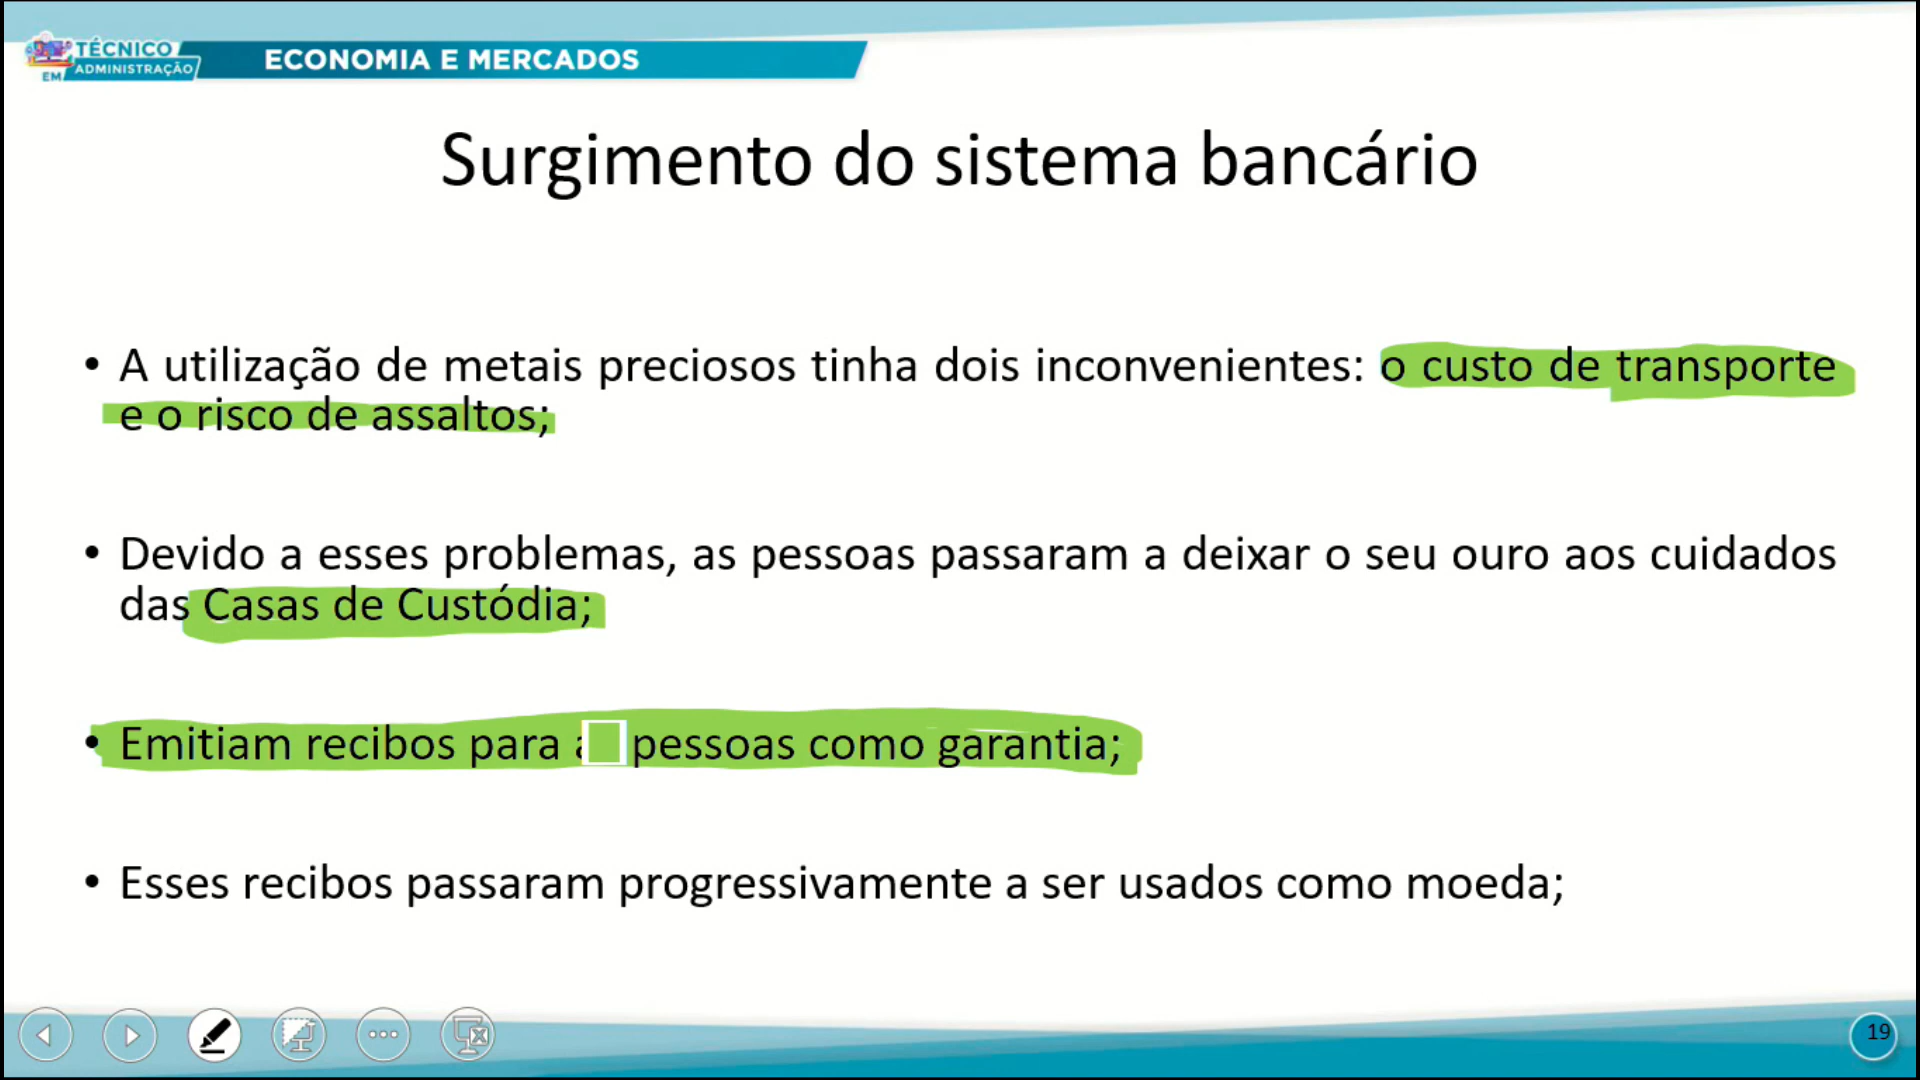 TÉCNICO
EM ADMINISTRAÇÃO
ECONOMIA E MERCADOS
Surgimento do sistema bancário
• A utilização de metais preciosos tinha dois inconvenientes: o custo de transporte
e o risco de assaltos;
• Devido a esses problemas, as pessoas passaram a deixar o seu ouro aos cuidados
das Casas de Custódia;
• Emitiam recibos para pessoas como garantia;
• Esses recibos passaram progressivamente a ser usados como moeda;
19